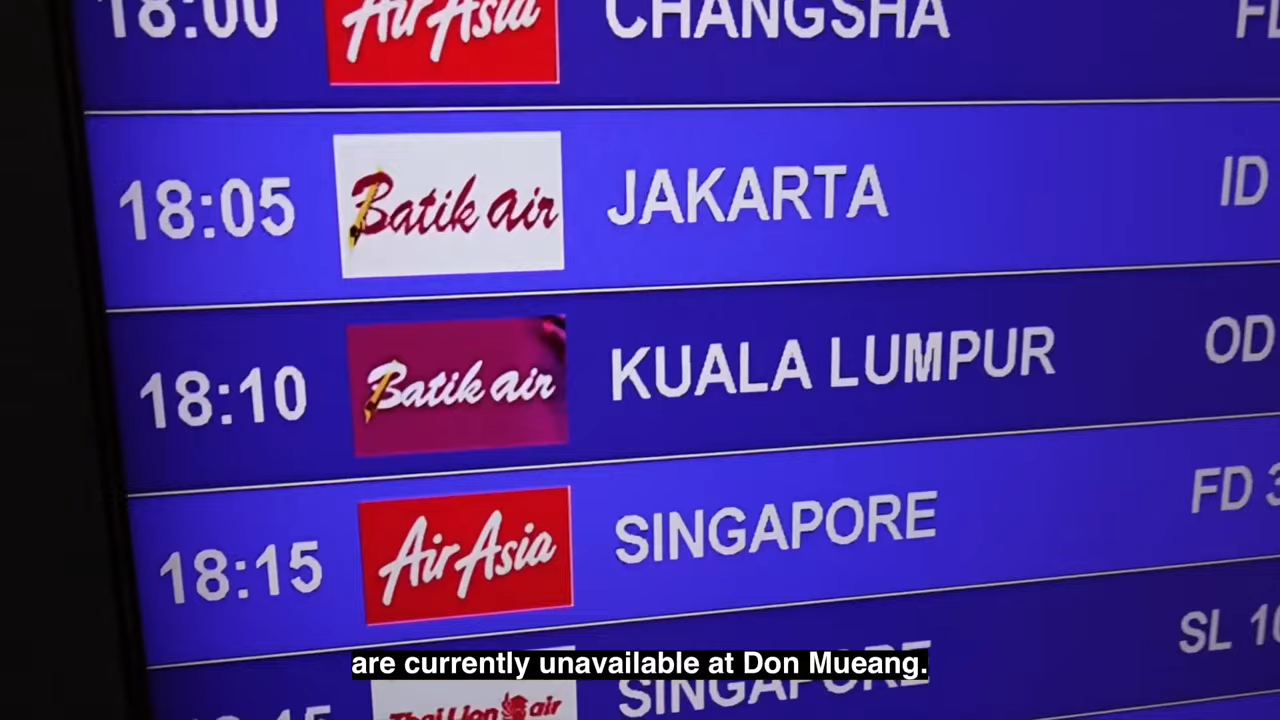 18:00 AirAsia CHANGSHA
18:05 Batik air JAKARTA ID
18:10 Batik air KUALA LUMPUR OD
18:15 AirAsia SINGAPORE FD 3
are currently unavailable at Don Mueang.
Thai Lion air SINGAPORE SL